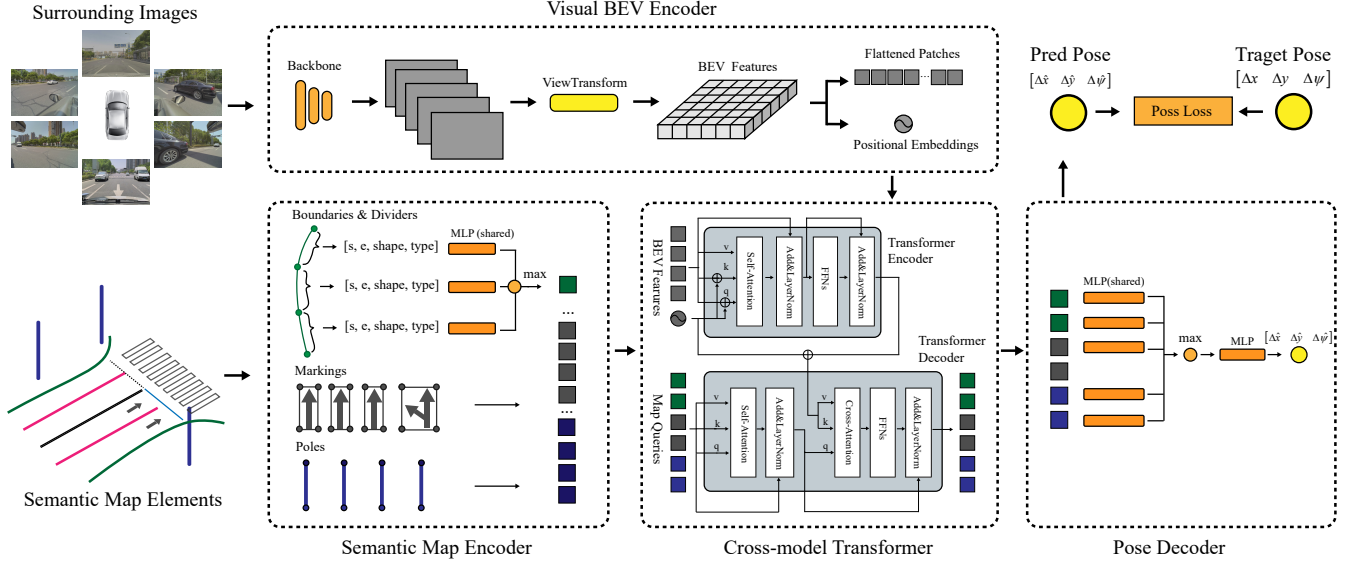 Surrounding Images
Visual BEV Encoder
Backbone
ViewTransform
BEV Features
Flattened Patches
Positional Embeddings
Pred Pose
[Δx̂ Δŷ Δψ̂]
Traget Pose
[Δx Δy Δψ]
Poss Loss
Semantic Map Elements
Boundaries & Dividers
[s, e, shape, type]
[s, e, shape, type]
[s, e, shape, type]
MLP (shared)
max
...
Markings
...
Poles
Semantic Map Encoder
BEV Features
v
k
q
Self-Attention
Add&LayerNorm
FFNs
Add&LayerNorm
Transformer
Encoder
Transformer
Decoder
Map Queries
v
k
q
Self-Attention
Add&LayerNorm
v
k
q
Cross-Attention
FFNs
Add&LayerNorm
Cross-model Transformer
MLP(shared)
max
MLP
[Δx̂ Δŷ Δψ̂]
Pose Decoder